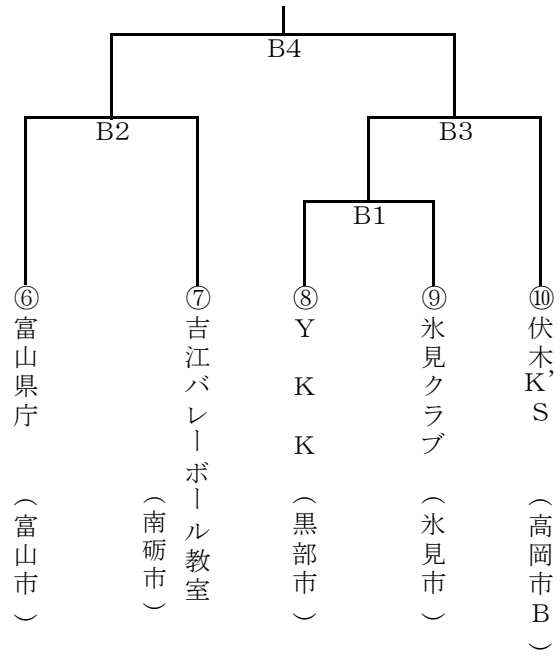 B4
B2
B3
B1
⑥富山県庁（富山市）
⑦吉江バレーボール教室
（南砺市）
⑧YKK（黒部市）
⑨氷見クラブ（氷見市）
⑩伏木K’S（高岡市B）